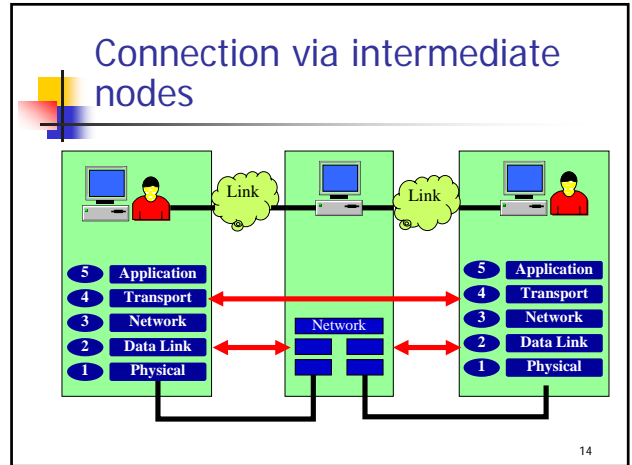 Connection via intermediate
nodes
Link
Link
5 Application
4 Transport
3 Network
2 Data Link
1 Physical
Network
5 Application
4 Transport
3 Network
2 Data Link
1 Physical
14